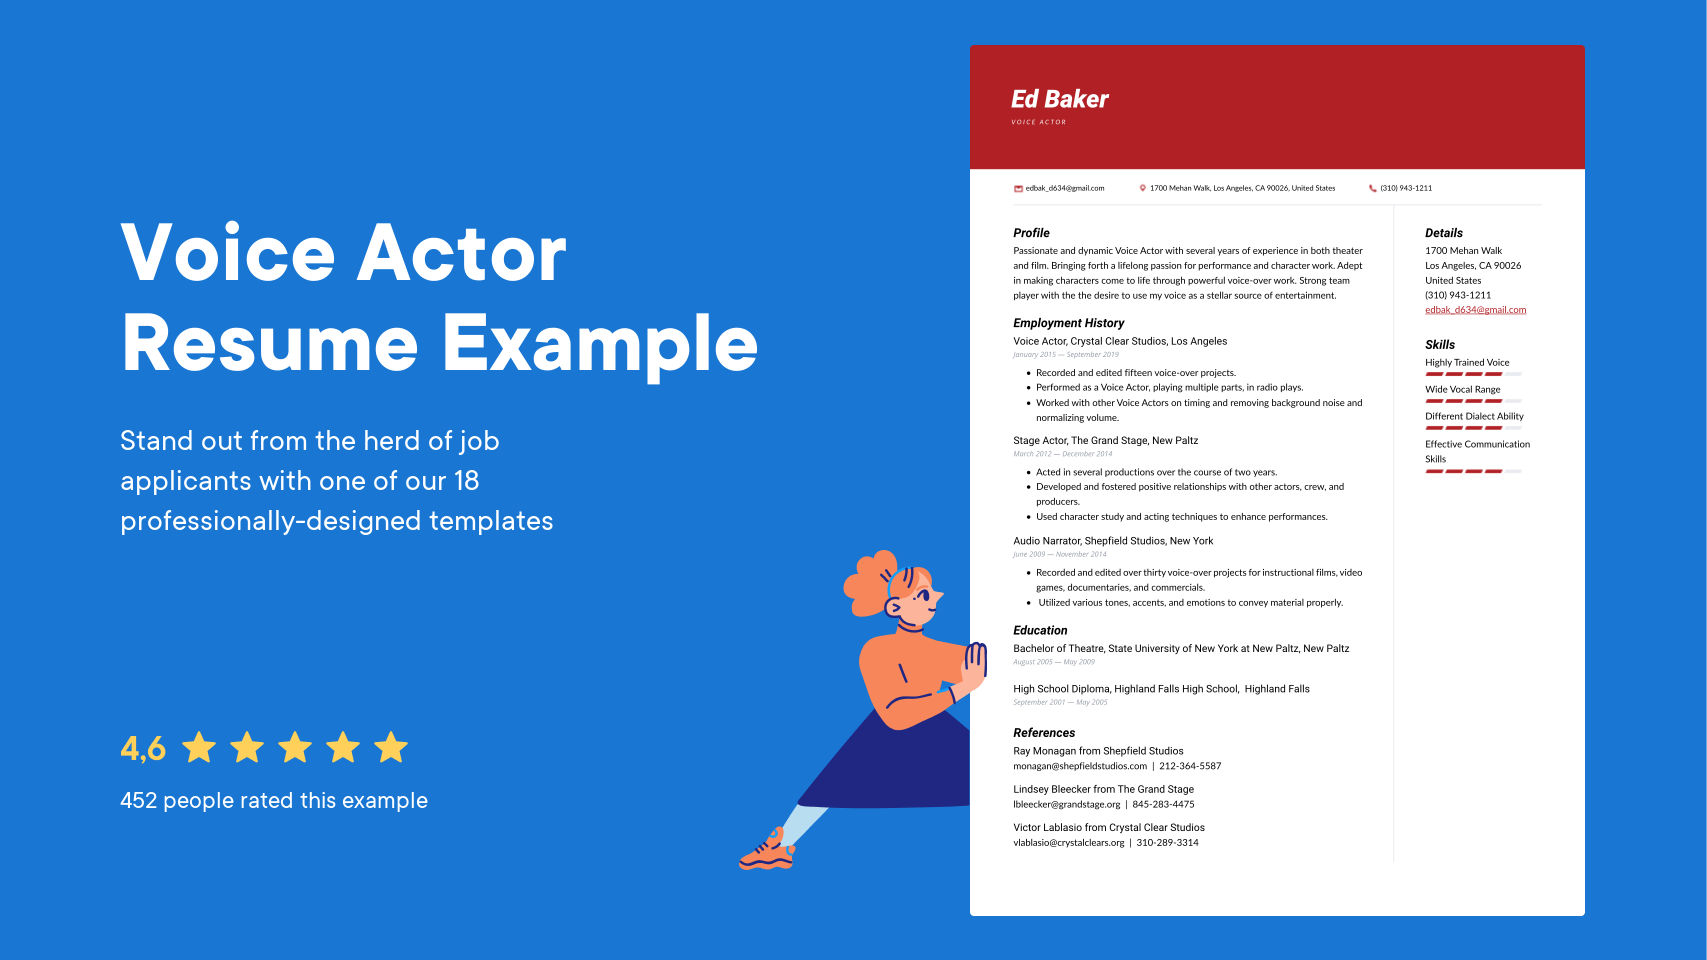 Voice Actor
Resume Example
Stand out from the herd of job
applicants with one of our 18
professionally-designed templates
4,6
452 people rated this example
Ed Baker
VOICE ACTOR
edbak_d634@gmail.com
1700 Mehan Walk, Los Angeles, CA 90026, United States
(310) 943-1211
Profile
Passionate and dynamic Voice Actor with several years of experience in both theater
and film. Bringing forth a lifelong passion for performance and character work. Adept
in making characters come to life through powerful voice-over work. Strong team
player with the the desire to use my voice as a stellar source of entertainment.
Employment History
Voice Actor, Crystal Clear Studios, Los Angeles
January 2015 — September 2019
• Recorded and edited fifteen voice-over projects.
• Performed as a Voice Actor, playing multiple parts, in radio plays.
• Worked with other Voice Actors on timing and removing background noise and
normalizing volume.
Stage Actor, The Grand Stage, New Paltz
March 2012 — December 2014
• Acted in several productions over the course of two years.
• Developed and fostered positive relationships with other actors, crew, and
producers.
• Used character study and acting techniques to enhance performances.
Audio Narrator, Shepfield Studios, New York
June 2009 — November 2014
• Recorded and edited over thirty voice-over projects for instructional films, video
games, documentaries, and commercials.
• Utilized various tones, accents, and emotions to convey material properly.
Education
Bachelor of Theatre, State University of New York at New Paltz, New Paltz
August 2005 — May 2009
High School Diploma, Highland Falls High School, Highland Falls
September 2001 — May 2005
References
Ray Monagan from Shepfield Studios
monagan@shepfieldstudios.com | 212-364-5587
Lindsey Bleecker from The Grand Stage
lbleecker@grandstage.org | 845-283-4475
Victor Lablasio from Crystal Clear Studios
vlablasio@crystalclears.org | 310-289-3314
Details
1700 Mehan Walk
Los Angeles, CA 90026
United States
(310) 943-1211
edbak_d634@gmail.com
Skills
Highly Trained Voice
Wide Vocal Range
Different Dialect Ability
Effective Communication
Skills